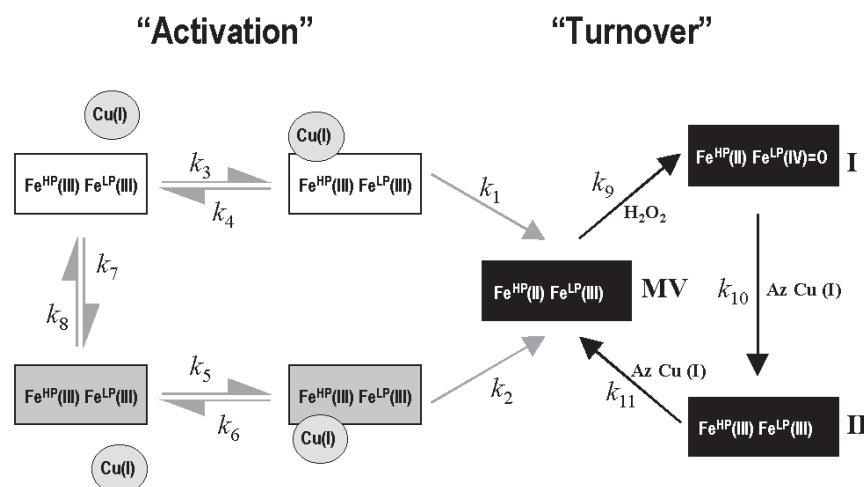 “Activation”
“Turnover”
Cu(I)
Fe^HP(III) Fe^LP(III)
k₃
k₄
Cu(I)
Fe^HP(III) Fe^LP(III)
k₁
k₉
H₂O₂
Fe^HP(II) Fe^LP(IV)=O
I
k₇
k₈
Fe^HP(II) Fe^LP(III)
MV
k₁₀
Az Cu (I)
Fe^HP(III) Fe^LP(III)
k₅
k₆
Fe^HP(III) Fe^LP(III)
Cu(I)
k₂
Az Cu (I)
k₁₁
Fe^HP(III) Fe^LP(III)
II
Cu(I)